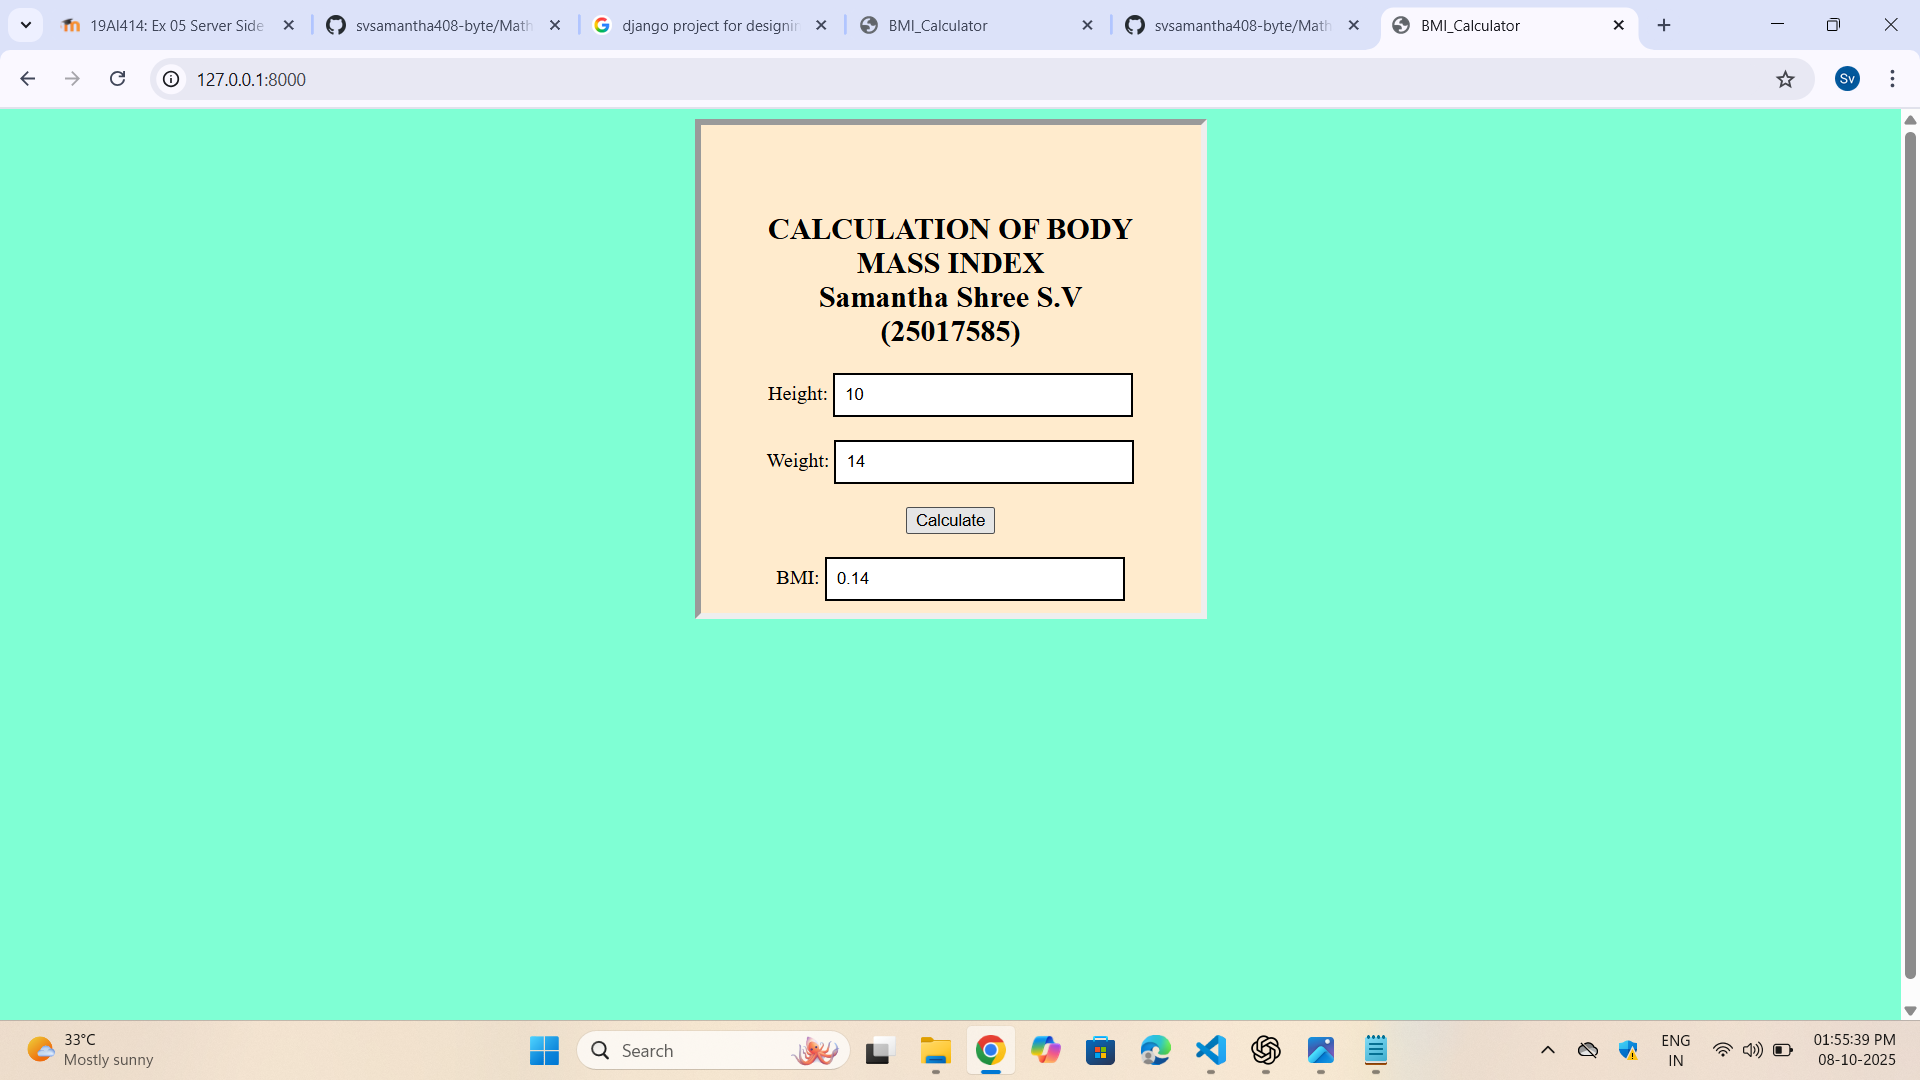 19AI414: Ex 05 Server Side
svsamantha408-byte/Math
django project for designin
BMI_Calculator
svsamantha408-byte/Math
BMI_Calculator
127.0.0.1:8000
Sv
CALCULATION OF BODY
MASS INDEX
Samantha Shree S.V
(25017585)
Height: 10
Weight: 14
Calculate
BMI: 0.14
33°C
Mostly sunny
Search
ENG
IN
01:55:39 PM
08-10-2025